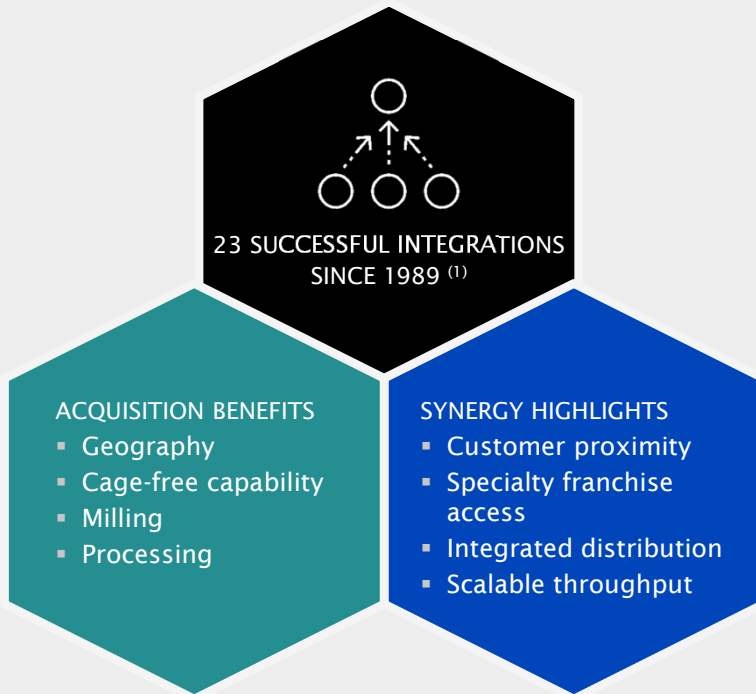 23 SUCCESSFUL INTEGRATIONS
SINCE 1989 (1)
ACQUISITION BENEFITS
▪ Geography
▪ Cage-free capability
▪ Milling
▪ Processing
SYNERGY HIGHLIGHTS
▪ Customer proximity
▪ Specialty franchise
access
▪ Integrated distribution
▪ Scalable throughput